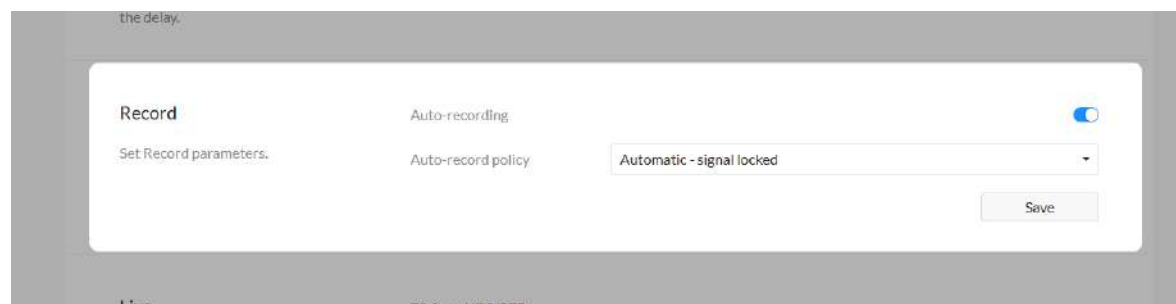 the delay.
Record
Auto-recording
Set Record parameters.
Auto-record policy
Automatic - signal locked
Save